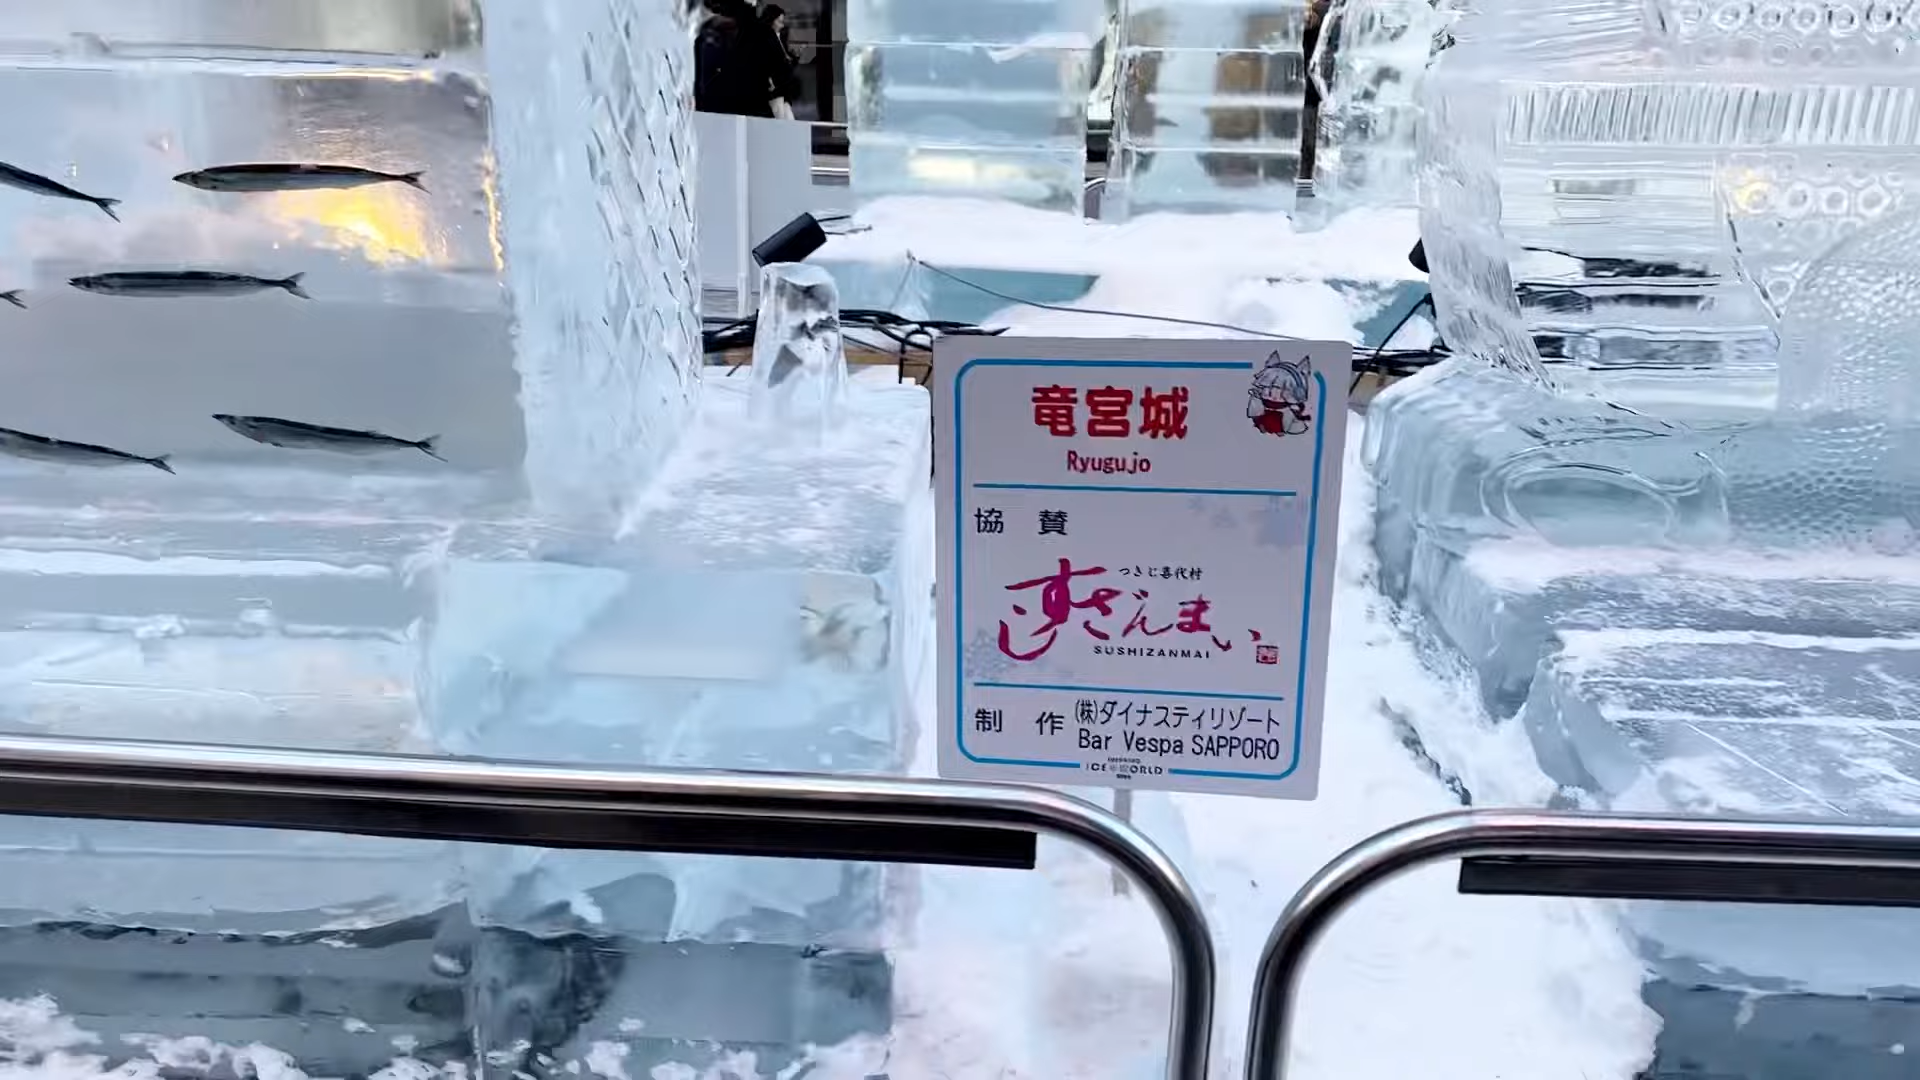 竜宮城
Ryugujo
協 賛
つきじ喜代村
すしざんまい
SUSHIZANMAI
制 作 (株)ダイナスティリゾート
Bar Vespa SAPPORO
ICE WORLD